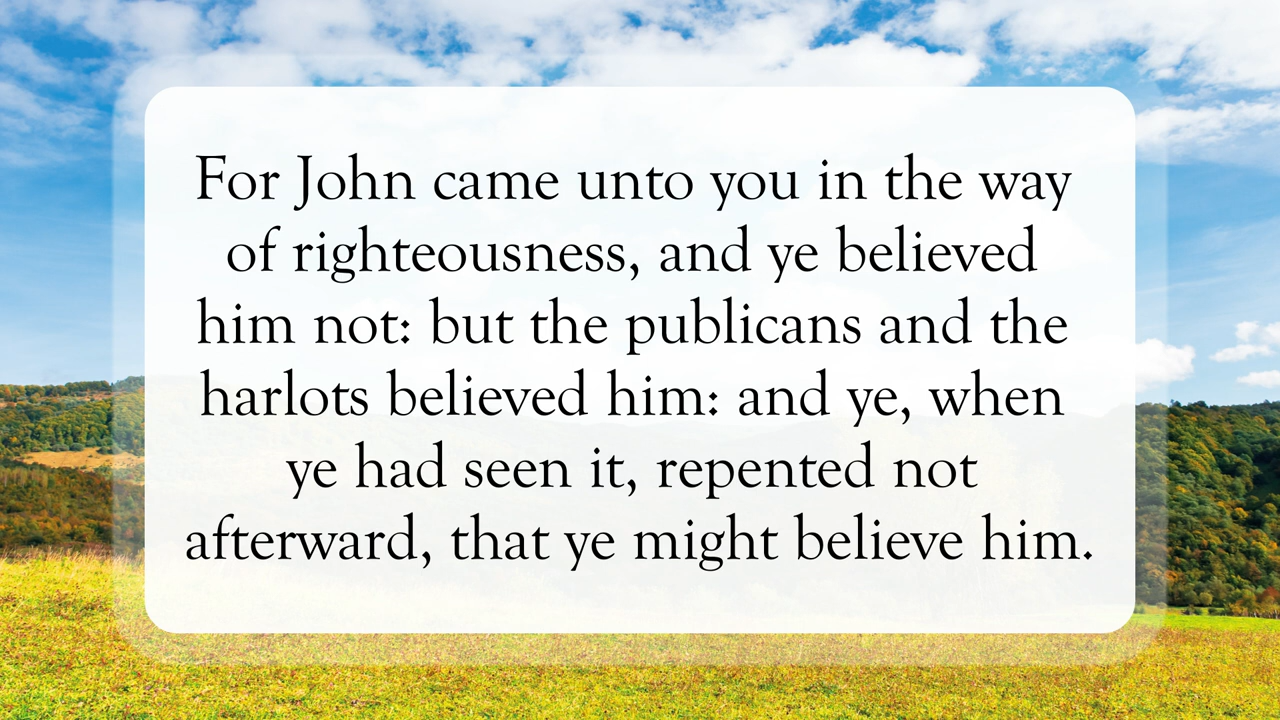 For John came unto you in the way
of righteousness, and ye believed
him not: but the publicans and the
harlots believed him: and ye, when
ye had seen it, repented not
afterward, that ye might believe him.